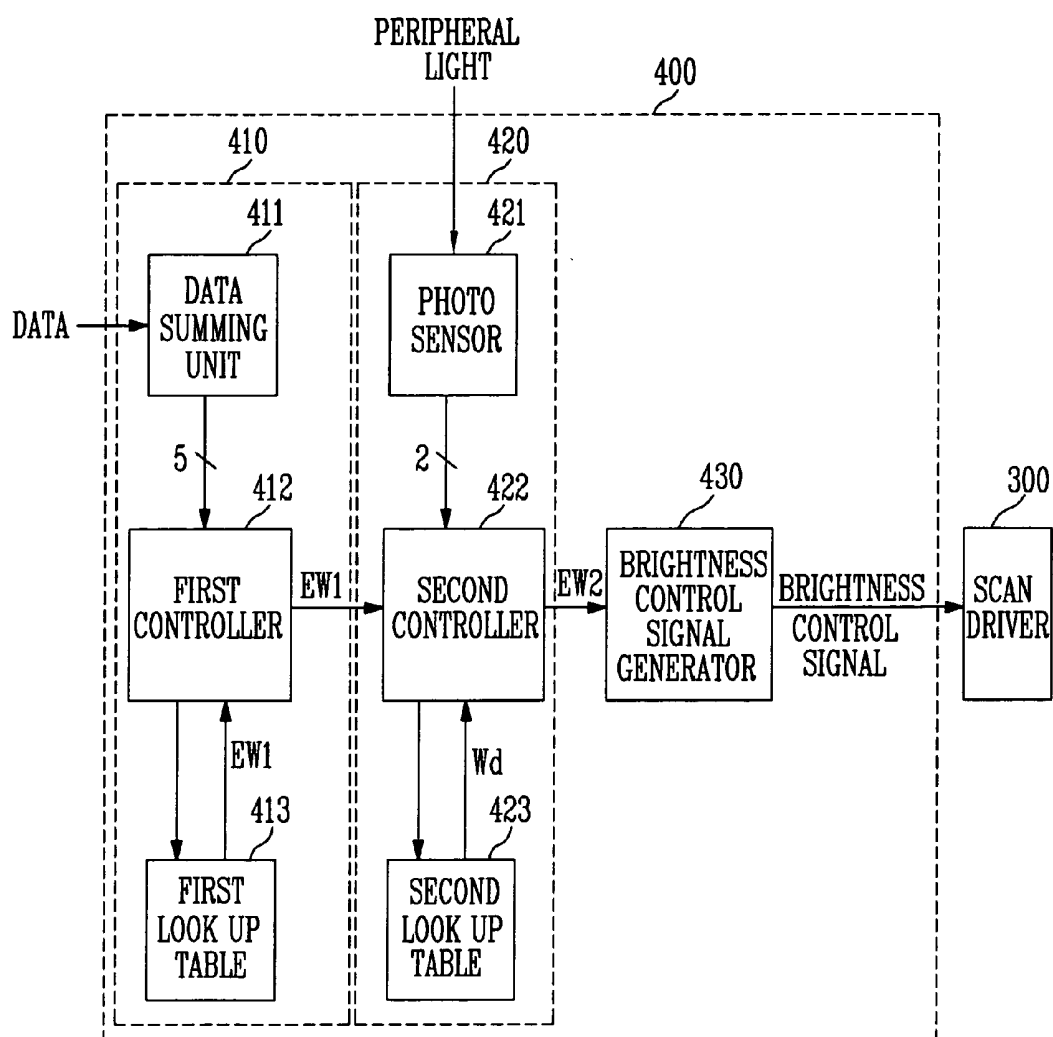 PERIPHERAL
LIGHT
400
410
420
411
421
DATA
DATA
SUMMING
UNIT
PHOTO
SENSOR
5
2
412
422
430
300
FIRST
CONTROLLER
EW1
SECOND
CONTROLLER
EW2
BRIGHTNESS
CONTROL
SIGNAL
GENERATOR
BRIGHTNESS
CONTROL
SIGNAL
SCAN
DRIVER
EW1
Wd
413
423
FIRST
LOOK UP
TABLE
SECOND
LOOK UP
TABLE